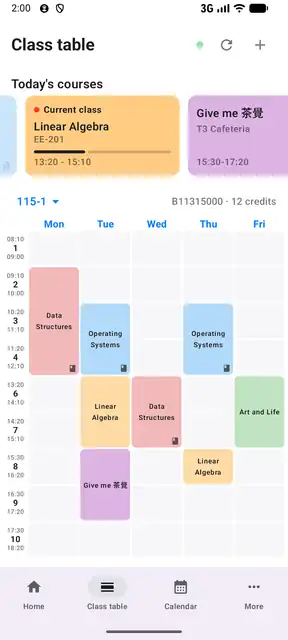 2:00
3G
Class table
Today's courses
Current class
Linear Algebra
EE-201
13:20 - 15:10
Give me 茶覺
T3 Cafeteria
15:30-17:20
115-1
B11315000 · 12 credits
Mon Tue Wed Thu Fri
08:10
1
09:00
09:10
2
10:00
10:20
3
11:10
11:20
4
12:10
13:20
6
14:10
14:20
7
15:10
15:30
8
16:20
16:30
9
17:20
17:30
10
18:20
Data
Structures
Operating
Systems
Operating
Systems
Linear
Algebra
Data
Structures
Art and Life
Give me 茶覺
Linear
Algebra
Home
Class table
Calendar
More